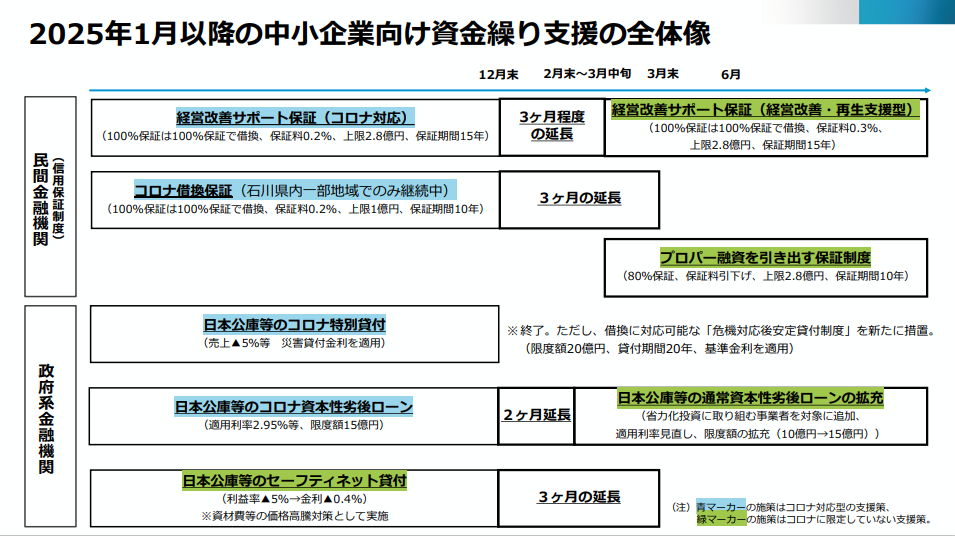 2025年1月以降の中小企業向け資金繰り支援の全体像
12月末
2月末～3月中旬
3月末
6月
民間金融機関
（信用保証制度）
経営改善サポート保証（コロナ対応）
（100%保証は100%保証で借換、保証料0.2%、上限2.8億円、保証期間15年）
3ヶ月程度
の延長
経営改善サポート保証（経営改善・再生支援型）
（100%保証は100%保証で借換、保証料0.3%、
上限2.8億円、保証期間15年）
コロナ借換保証（石川県内一部地域でのみ継続中）
（100%保証は100%保証で借換、保証料0.2%、上限1億円、保証期間10年）
３ヶ月の延長
プロパー融資を引き出す保証制度
（80%保証、保証料引下げ、上限2.8億円、保証期間10年）
政府系金融機関
日本公庫等のコロナ特別貸付
（売上▲5%等　災害貸付金利を適用）
※終了。ただし、借換に対応可能な「危機対応後安定貸付制度」を新たに措置。
（限度額20億円、貸付期間20年、基準金利を適用）
日本公庫等のコロナ資本性劣後ローン
（適用利率2.95%等、限度額15億円）
２ヶ月延長
日本公庫等の通常資本性劣後ローンの拡充
（省力化投資に取り組む事業者を対象に追加、
適用利率見直し、限度額の拡充（10億円→15億円））
日本公庫等のセーフティネット貸付
（利益率▲5%→金利▲0.4%）
※資材費等の価格高騰対策として実施
３ヶ月の延長
（注）青マーカーの施策はコロナ対応型の支援策、
緑マーカーの施策はコロナに限定していない支援策。